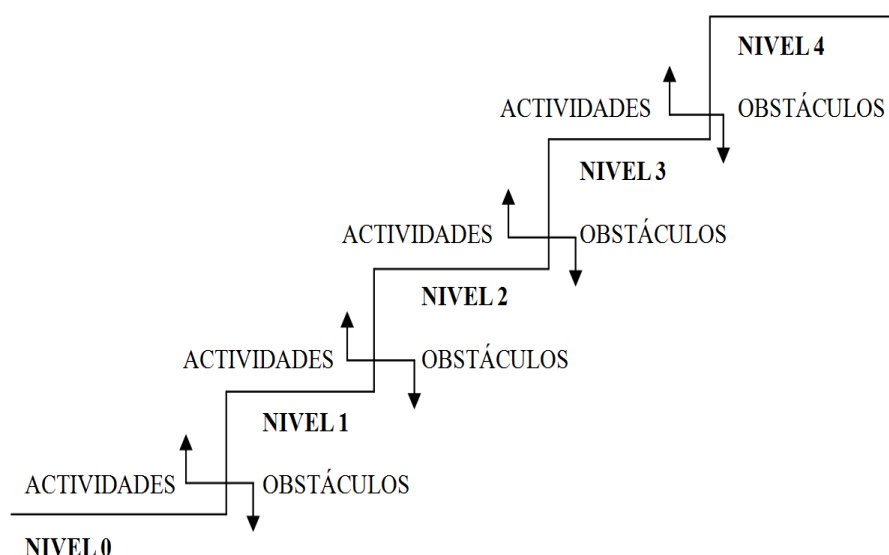 NIVEL 4
ACTIVIDADES OBSTÁCULOS
NIVEL 3
ACTIVIDADES OBSTÁCULOS
NIVEL 2
ACTIVIDADES OBSTÁCULOS
NIVEL 1
ACTIVIDADES OBSTÁCULOS
NIVEL 0